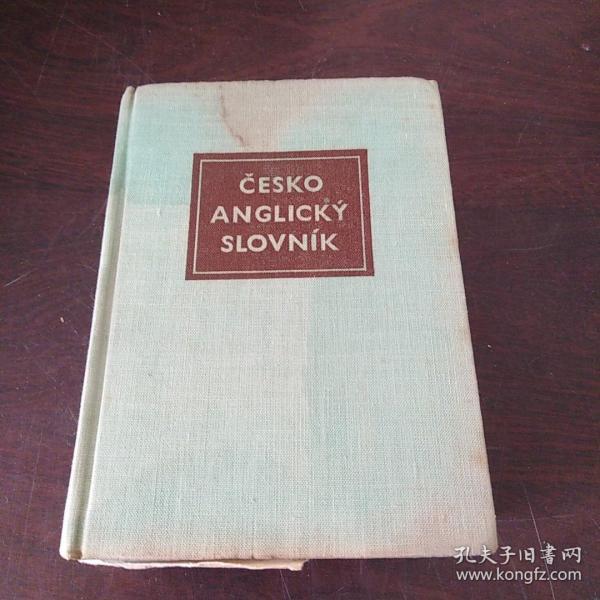 ČESKO
ANGLICKÝ
SLOVNÍK
孔夫子旧書网
www.kongfz.com